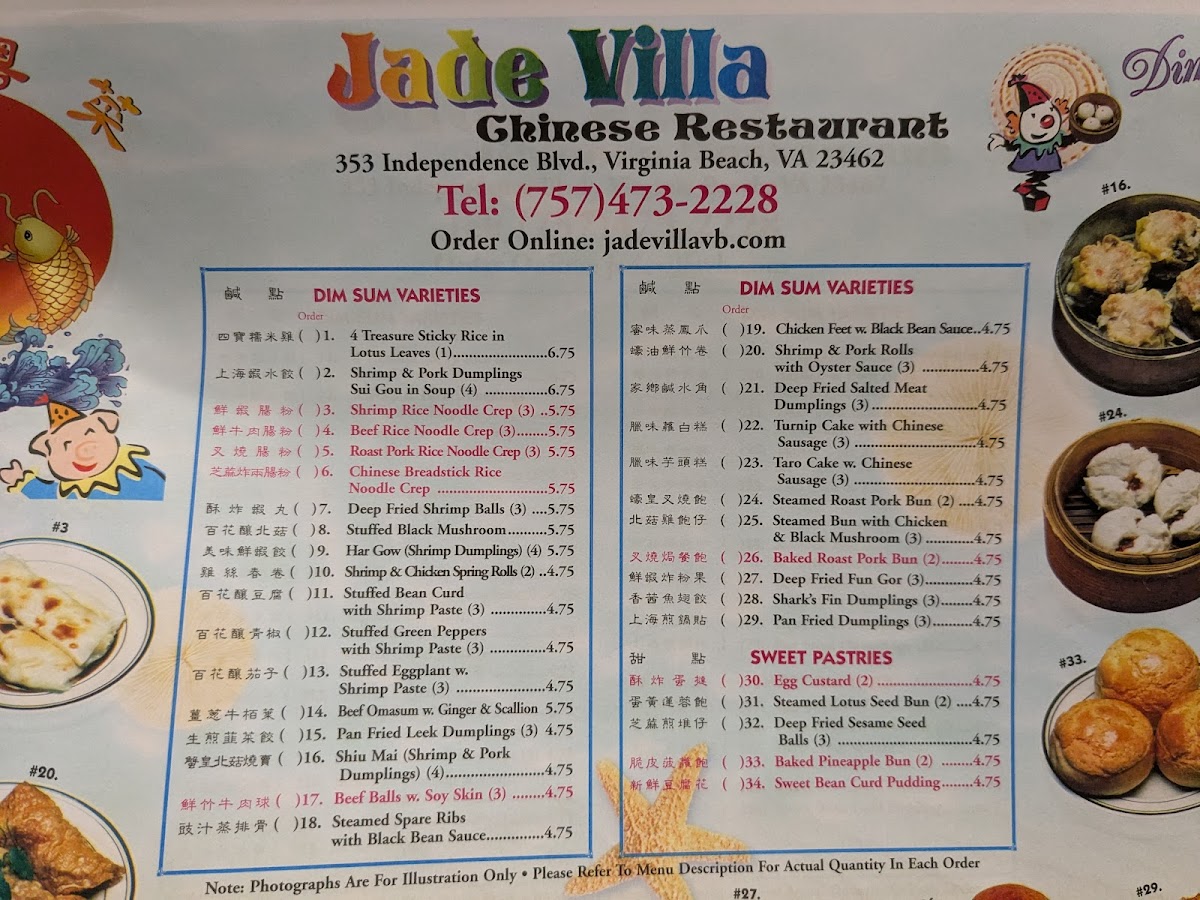 粵
菜
Jade Villa
Chinese Restaurant
353 Independence Blvd., Virginia Beach, VA 23462
Tel: (757)473-2228
Order Online: jadevillavb.com
Dim
鹹 點 DIM SUM VARIETIES
Order
四寶糯米雞 ( )1. 4 Treasure Sticky Rice in
Lotus Leaves (1)......................6.75
上海蝦水餃 ( )2. Shrimp & Pork Dumplings
Sui Gou in Soup (4) ...............6.75
鮮蝦腸粉 ( )3. Shrimp Rice Noodle Crep (3) ..5.75
鮮牛肉腸粉 ( )4. Beef Rice Noodle Crep (3)........5.75
叉燒腸粉 ( )5. Roast Pork Rice Noodle Crep (3) 5.75
芝蔴炸兩腸粉 ( )6. Chinese Breadstick Rice
Noodle Crep ..........................5.75
酥炸蝦丸 ( )7. Deep Fried Shrimp Balls (3) ....5.75
百花釀北菇 ( )8. Stuffed Black Mushroom..........5.75
美味鮮蝦餃 ( )9. Har Gow (Shrimp Dumplings) (4) 5.75
雞絲春卷 ( )10. Shrimp & Chicken Spring Rolls (2) ..4.75
百花釀豆腐 ( )11. Stuffed Bean Curd
with Shrimp Paste (3) .............4.75
百花釀青椒 ( )12. Stuffed Green Peppers
with Shrimp Paste (3) .............4.75
百花釀茄子 ( )13. Stuffed Eggplant w.
Shrimp Paste (3) .....................4.75
薑蔥牛栢葉 ( )14. Beef Omasum w. Ginger & Scallion 5.75
生煎韮菜餃 ( )15. Pan Fried Leek Dumplings (3) 4.75
蟹皇北菇燒賣 ( )16. Shiu Mai (Shrimp & Pork
Dumplings) (4).......................4.75
鮮竹牛肉球 ( )17. Beef Balls w. Soy Skin (3) ........4.75
豉汁蒸排骨 ( )18. Steamed Spare Ribs
with Black Bean Sauce..............4.75
鹹 點 DIM SUM VARIETIES
Order
蜜味蒸鳳爪 ( )19. Chicken Feet w. Black Bean Sauce..4.75
蠔油鮮竹卷 ( )20. Shrimp & Pork Rolls
with Oyster Sauce (3) ..............4.75
家鄉鹹水角 ( )21. Deep Fried Salted Meat
Dumplings (3).........................4.75
臘味蘿白糕 ( )22. Turnip Cake with Chinese
Sausage (3) .............................4.75
臘味芋頭糕 ( )23. Taro Cake w. Chinese
Sausage (3) .............................4.75
蠔皇叉燒飽 ( )24. Steamed Roast Pork Bun (2) ....4.75
北菇雞飽仔 ( )25. Steamed Bun with Chicken
& Black Mushroom (3) ............4.75
叉燒焗餐飽 ( )26. Baked Roast Pork Bun (2)........4.75
鮮蝦炸粉果 ( )27. Deep Fried Fun Gor (3)............4.75
香茜魚翅餃 ( )28. Shark's Fin Dumplings (3)........4.75
上海煎鍋貼 ( )29. Pan Fried Dumplings (3)..........4.75
甜 點 SWEET PASTRIES
酥炸蛋撻 ( )30. Egg Custard (2) .......................4.75
蛋黃蓮蓉飽 ( )31. Steamed Lotus Seed Bun (2) ....4.75
芝蔴煎堆仔 ( )32. Deep Fried Sesame Seed
Balls (3) .................................4.75
脆皮菠蘿飽 ( )33. Baked Pineapple Bun (2) ........4.75
新鮮豆腐花 ( )34. Sweet Bean Curd Pudding........4.75
Note: Photographs Are For Illustration Only • Please Refer To Menu Description For Actual Quantity In Each Order
#3
#20.
#16.
#24.
#33.
#27.
#29.